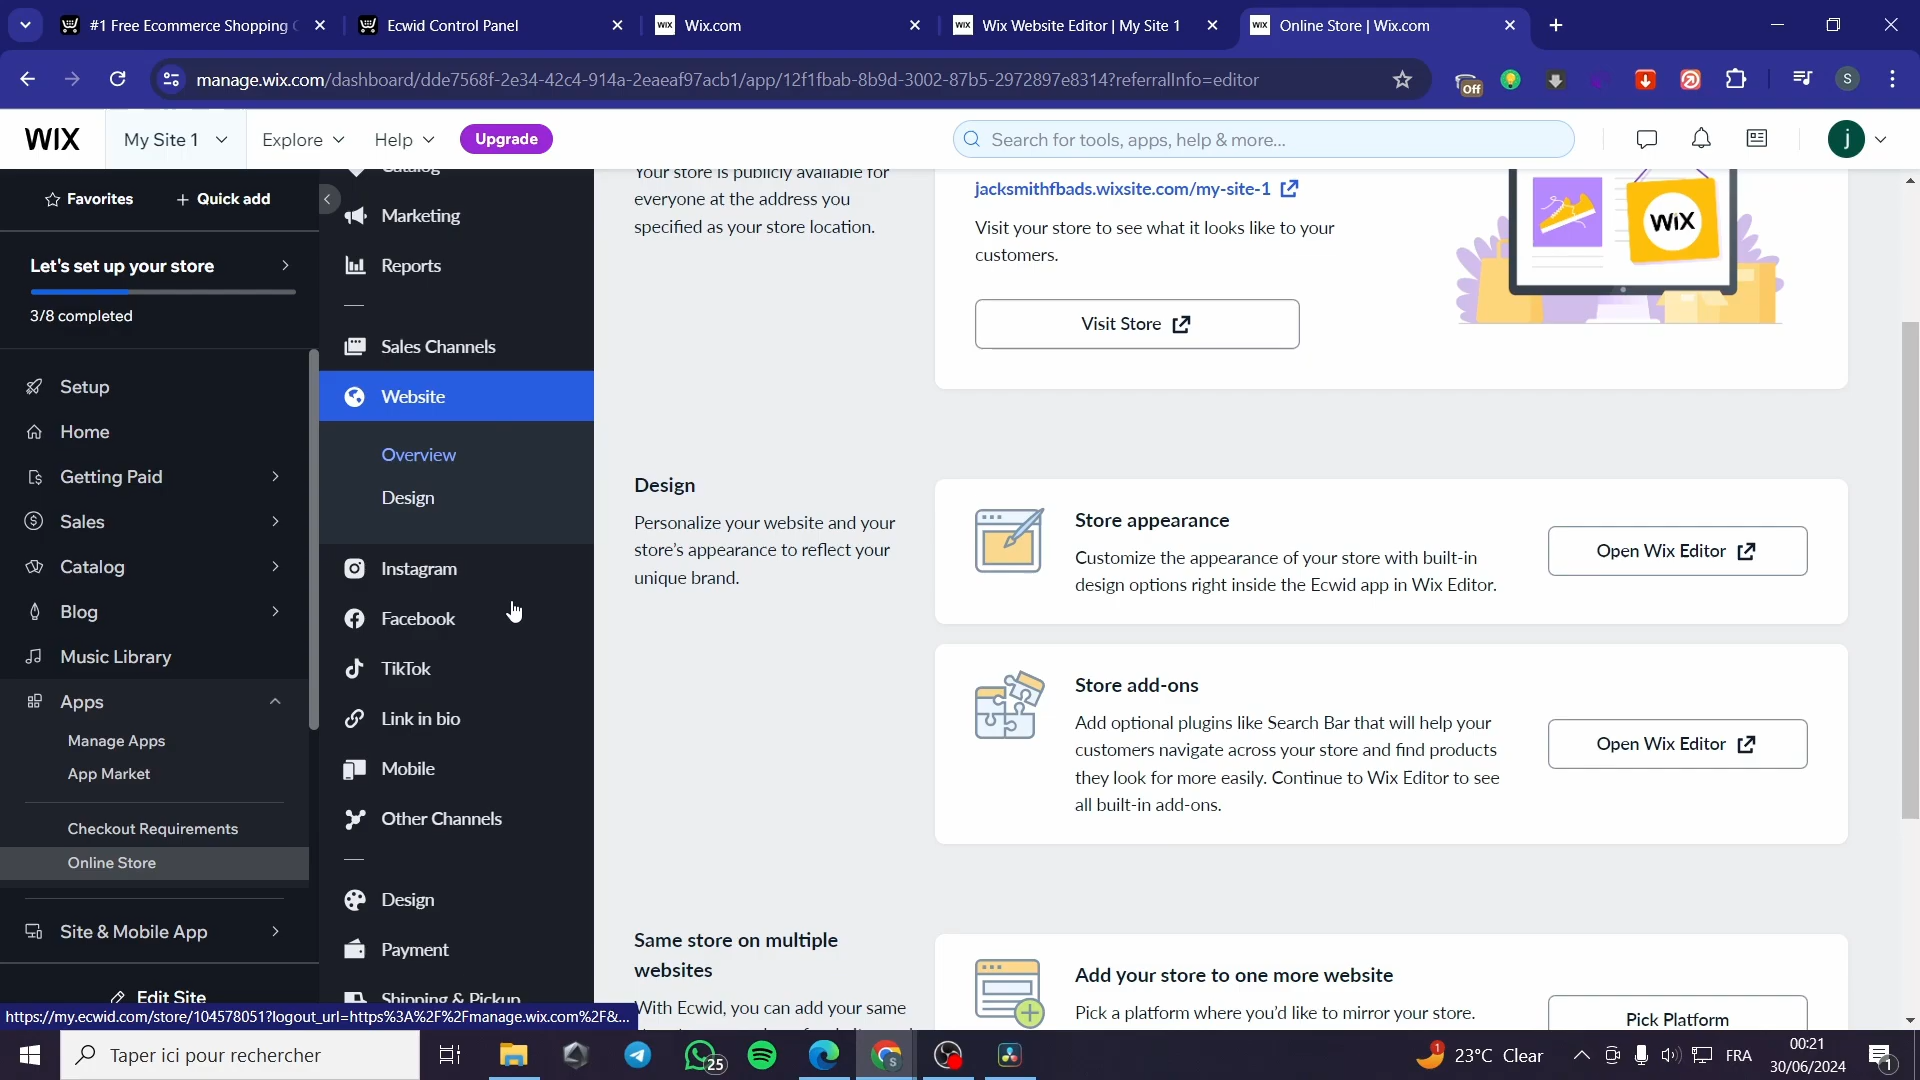 #1 Free Ecommerce Shopping
Ecwid Control Panel
WIX Wix.com
WIX Wix Website Editor | My Site 1
WIX Online Store | Wix.com
manage.wix.com/dashboard/dde7568f-2e34-42c4-914a-2eaeaf97acb1/app/12f1fbab-8b9d-3002-87b5-2972897e8314?referralInfo=editor
Off
S
WIX
My Site 1
Explore
Help
Upgrade
Search for tools, apps, help & more...
j
Favorites
+ Quick add
Let's set up your store
3/8 completed
Setup
Home
Getting Paid
Sales
Catalog
Blog
Music Library
Apps
Manage Apps
App Market
Checkout Requirements
Online Store
Site & Mobile App
Edit Site
Catalog
Marketing
Reports
Sales Channels
Website
Overview
Design
Instagram
Facebook
TikTok
Link in bio
Mobile
Other Channels
Design
Payment
Shipping & Pickup
Your store is publicly available for
everyone at the address you
specified as your store location.
jacksmithfbads.wixsite.com/my-site-1
Visit your store to see what it looks like to your
customers.
Visit Store
WIX
Design
Personalize your website and your
store's appearance to reflect your
unique brand.
Store appearance
Customize the appearance of your store with built-in
design options right inside the Ecwid app in Wix Editor.
Open Wix Editor
Store add-ons
Add optional plugins like Search Bar that will help your
customers navigate across your store and find products
they look for more easily. Continue to Wix Editor to see
all built-in add-ons.
Open Wix Editor
Same store on multiple
websites
With Ecwid, you can add your same
Add your store to one more website
Pick a platform where you'd like to mirror your store.
Pick Platform
https://my.ecwid.com/store/104578051?logout_url=https%3A%2F%2Fmanage.wix.com%2F&...
Taper ici pour rechercher
25
S
1
23°C Clear
FRA
00:21
30/06/2024
1